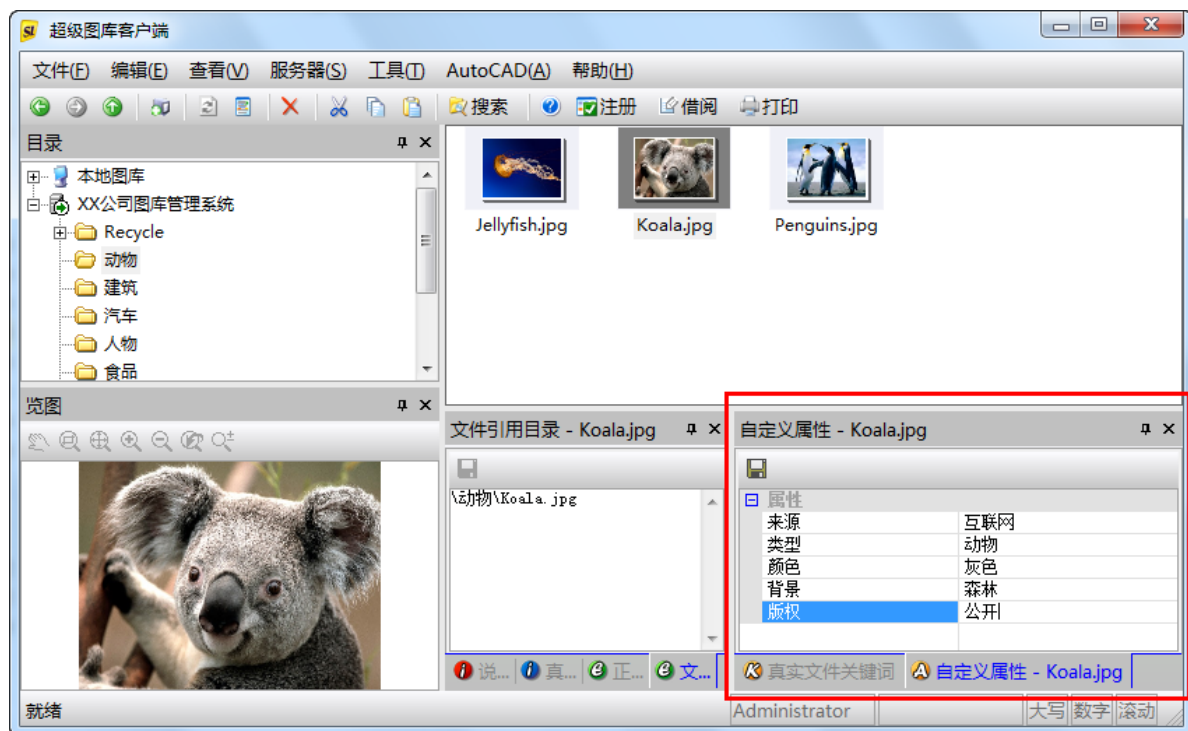 超级图库客户端
文件(F) 编辑(E) 查看(V) 服务器(S) 工具(T) AutoCAD(A) 帮助(H)
搜索 注册 借阅 打印
目录
本地图库
XX公司图库管理系统
Recycle
动物
建筑
汽车
人物
食品
Jellyfish.jpg Koala.jpg Penguins.jpg
览图
文件引用目录 - Koala.jpg
\动物\Koala.jpg
说... 真... 正... 文...
自定义属性 - Koala.jpg
属性
来源 互联网
类型 动物
颜色 灰色
背景 森林
版权 公开
真实文件关键词 自定义属性 - Koala.jpg
就绪 Administrator 大写 数字 滚动